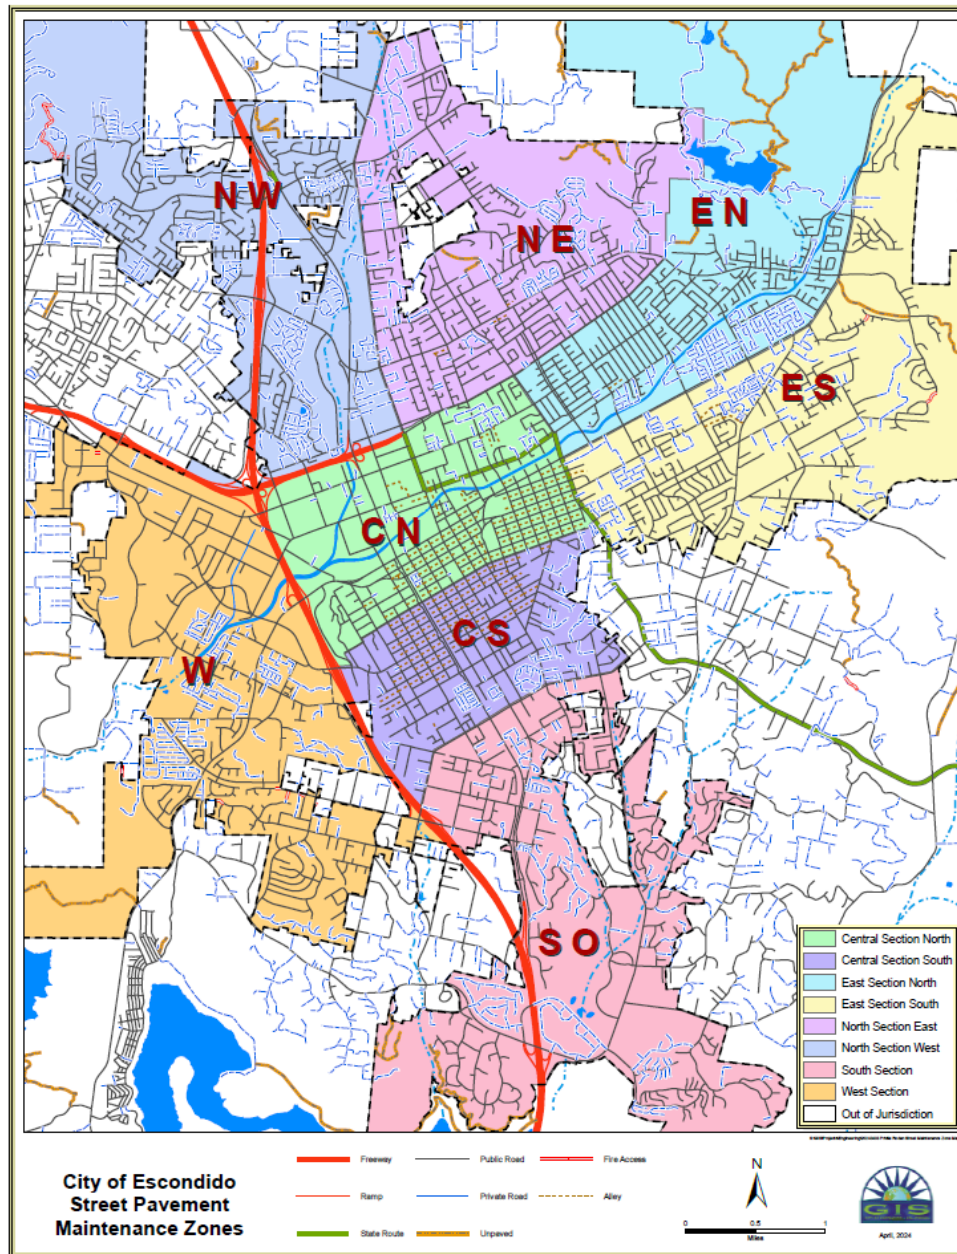 NW
NE
EN
ES
CN
CS
W
SO
Central Section North
Central Section South
East Section North
East Section South
North Section East
North Section West
South Section
West Section
Out of Jurisdiction
City of Escondido
Street Pavement
Maintenance Zones
Freeway
Public Road
Fire Access
Ramp
Private Road
Alley
State Route
Unpaved
N
0 0.5 1
Miles
GIS
April, 2024